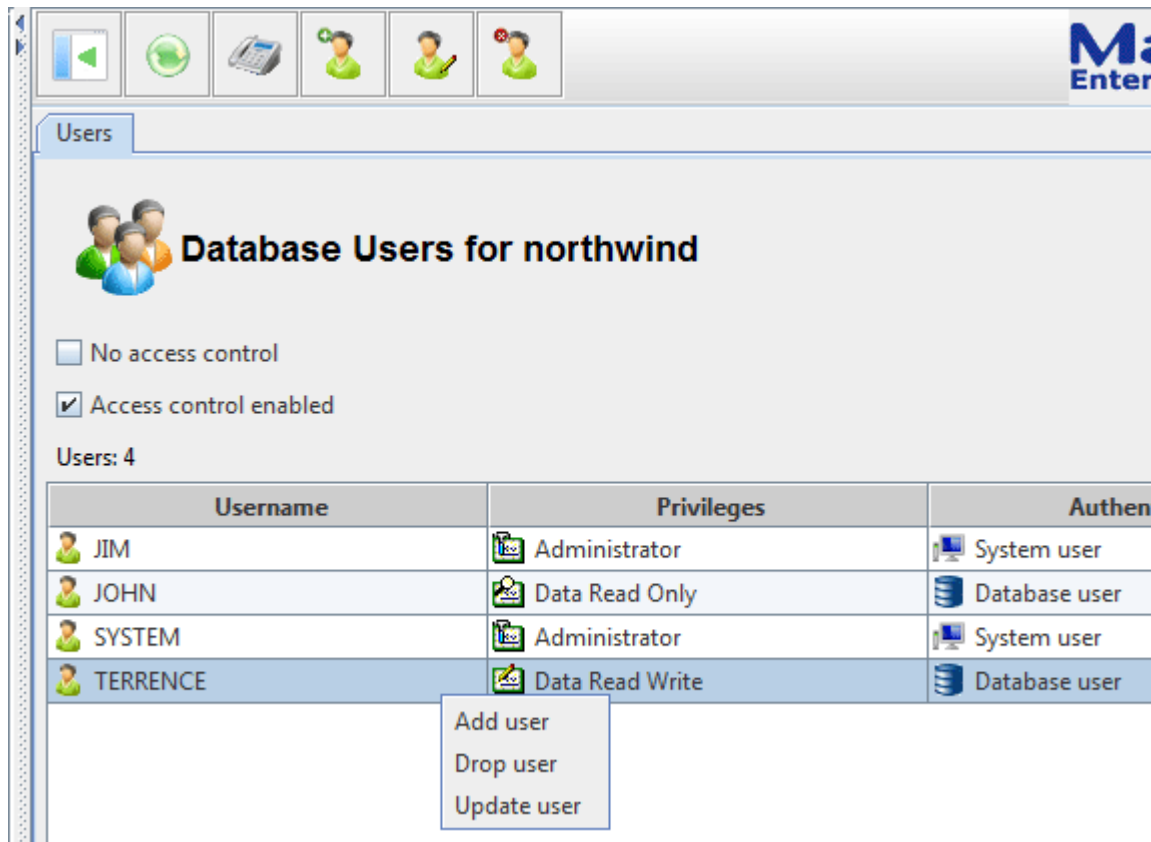 Users
Database Users for northwind
No access control
Access control enabled
Users: 4
Username Privileges
JIM Administrator System user
JOHN Data Read Only Database user
SYSTEM Administrator System user
TERRENCE Data Read Write Database user
Add user
Drop user
Update user